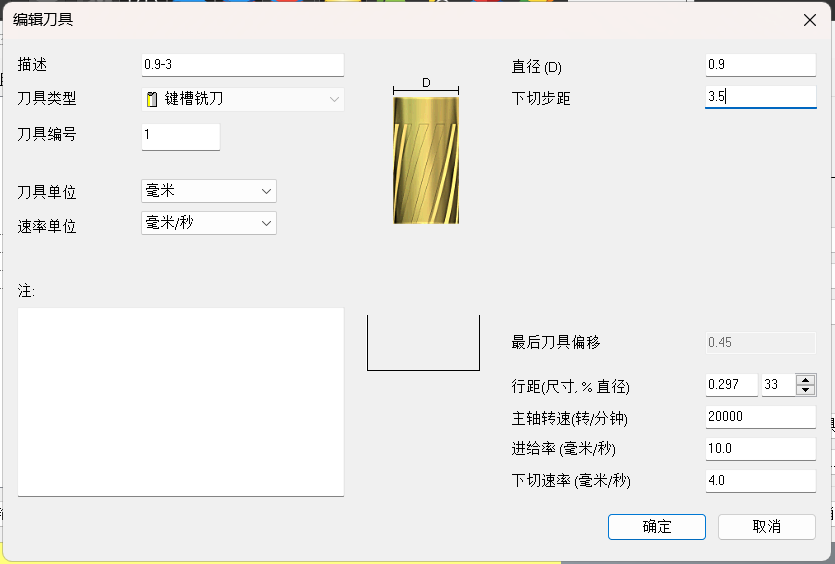 编辑刀具
描述 0.9-3
直径 (D) 0.9
刀具类型 键槽铣刀
D
下切步距 3.5
刀具编号 1
刀具单位 毫米
速率单位 毫米/秒
注:
最后刀具偏移 0.45
行距(尺寸, % 直径) 0.297 33
主轴转速(转/分钟) 20000
进给率 (毫米/秒) 10.0
下切速率 (毫米/秒) 4.0
确定 取消